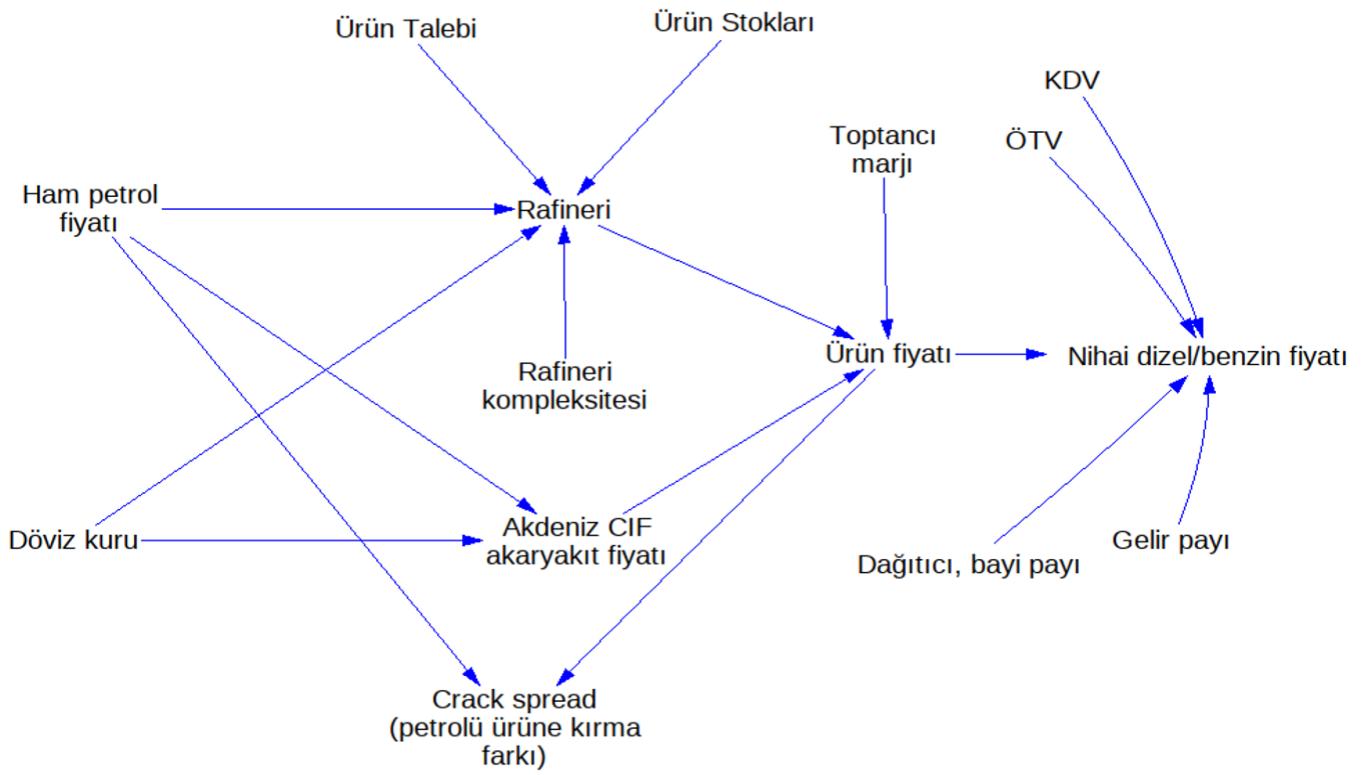 Ürün Talebi
Ürün Stokları
KDV
Toptancı
marjı
ÖTV
Ham petrol
fiyatı
Rafineri
Ürün fiyatı
Nihai dizel/benzin fiyatı
Rafineri
kompleksitesi
Döviz kuru
Akdeniz CIF
akaryakıt fiyatı
Gelir payı
Dağıtıcı, bayi payı
Crack spread
(petrolü ürüne kırma
farkı)